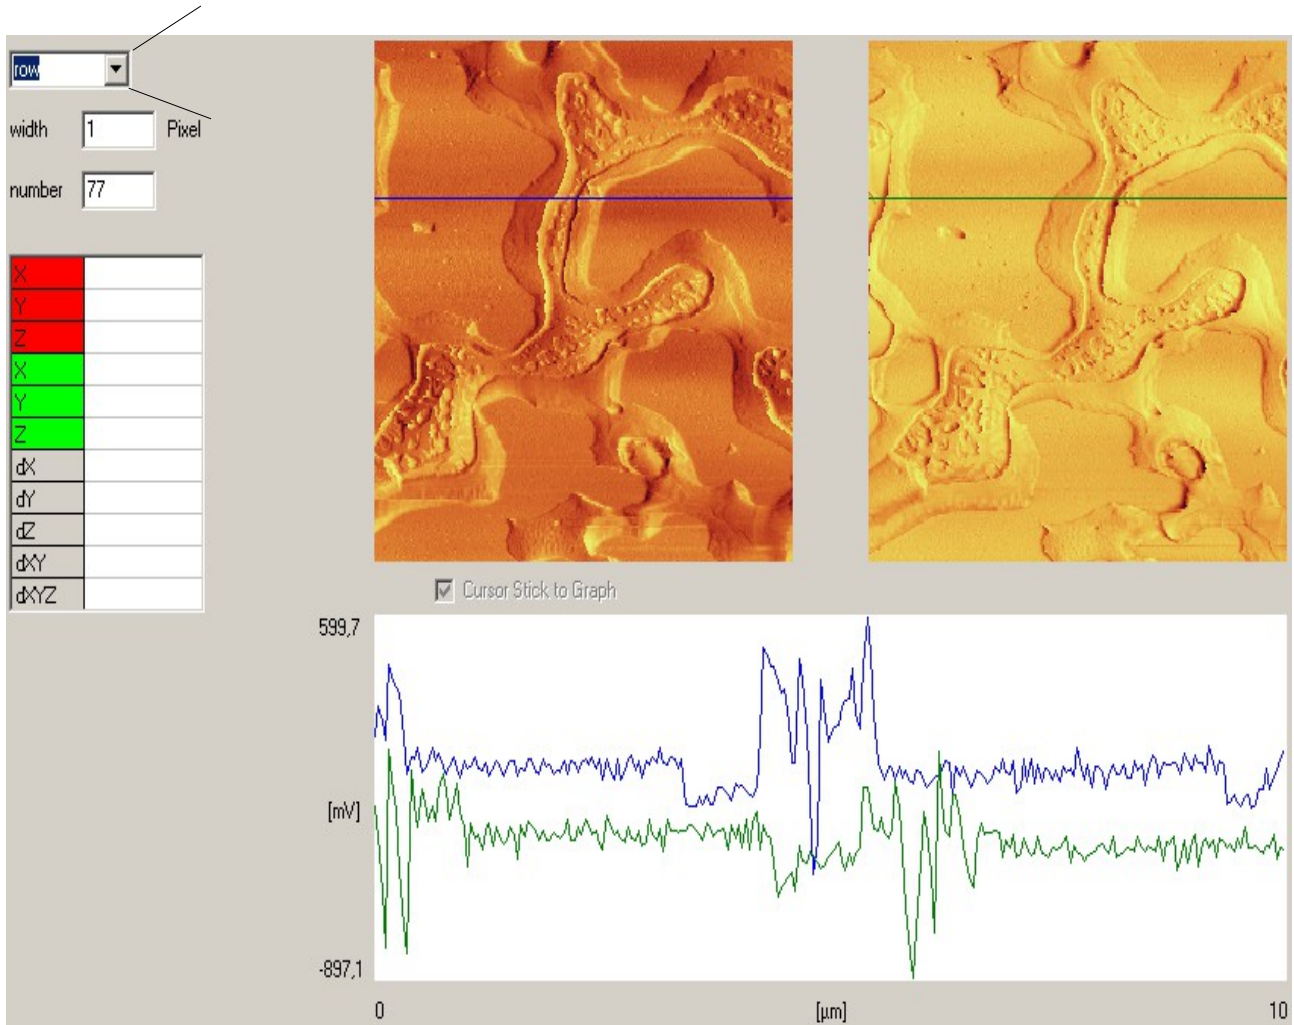 row
width 1 Pixel
number 77
X
Y
Z
X
Y
Z
dX
dY
dZ
dXY
dXYZ
Cursor Stick to Graph
599,7
[mV]
-897,1
0 [µm] 10